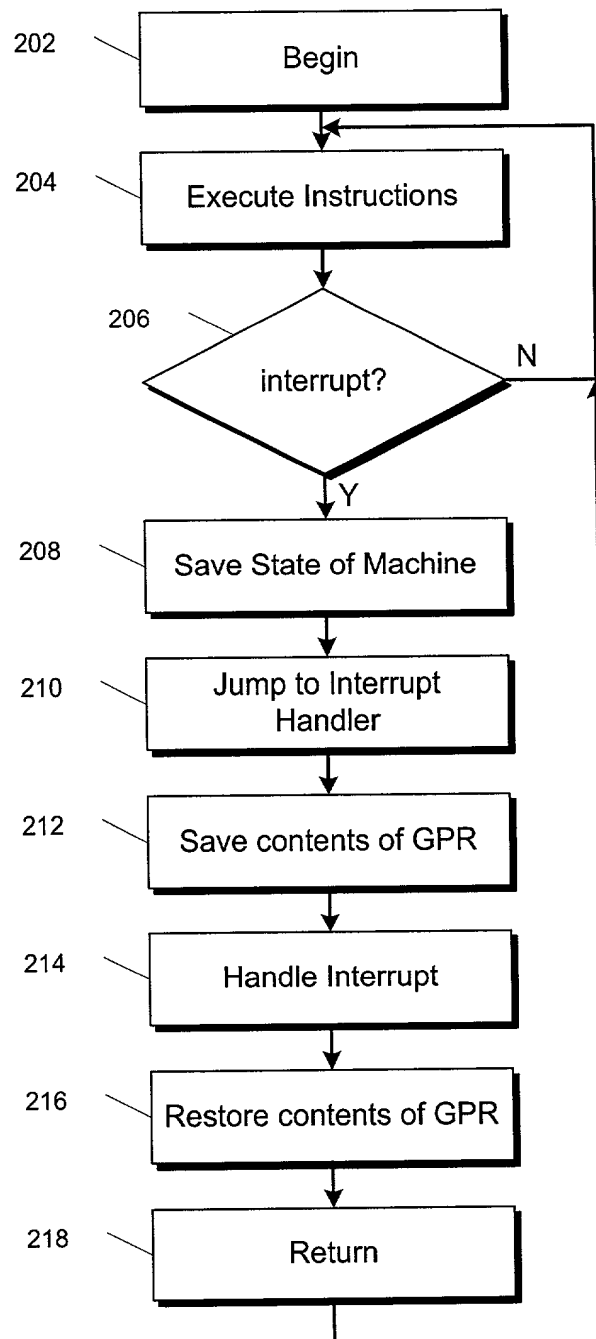 202
Begin
204
Execute Instructions
206
interrupt?
N
Y
208
Save State of Machine
210
Jump to Interrupt
Handler
212
Save contents of GPR
214
Handle Interrupt
216
Restore contents of GPR
218
Return